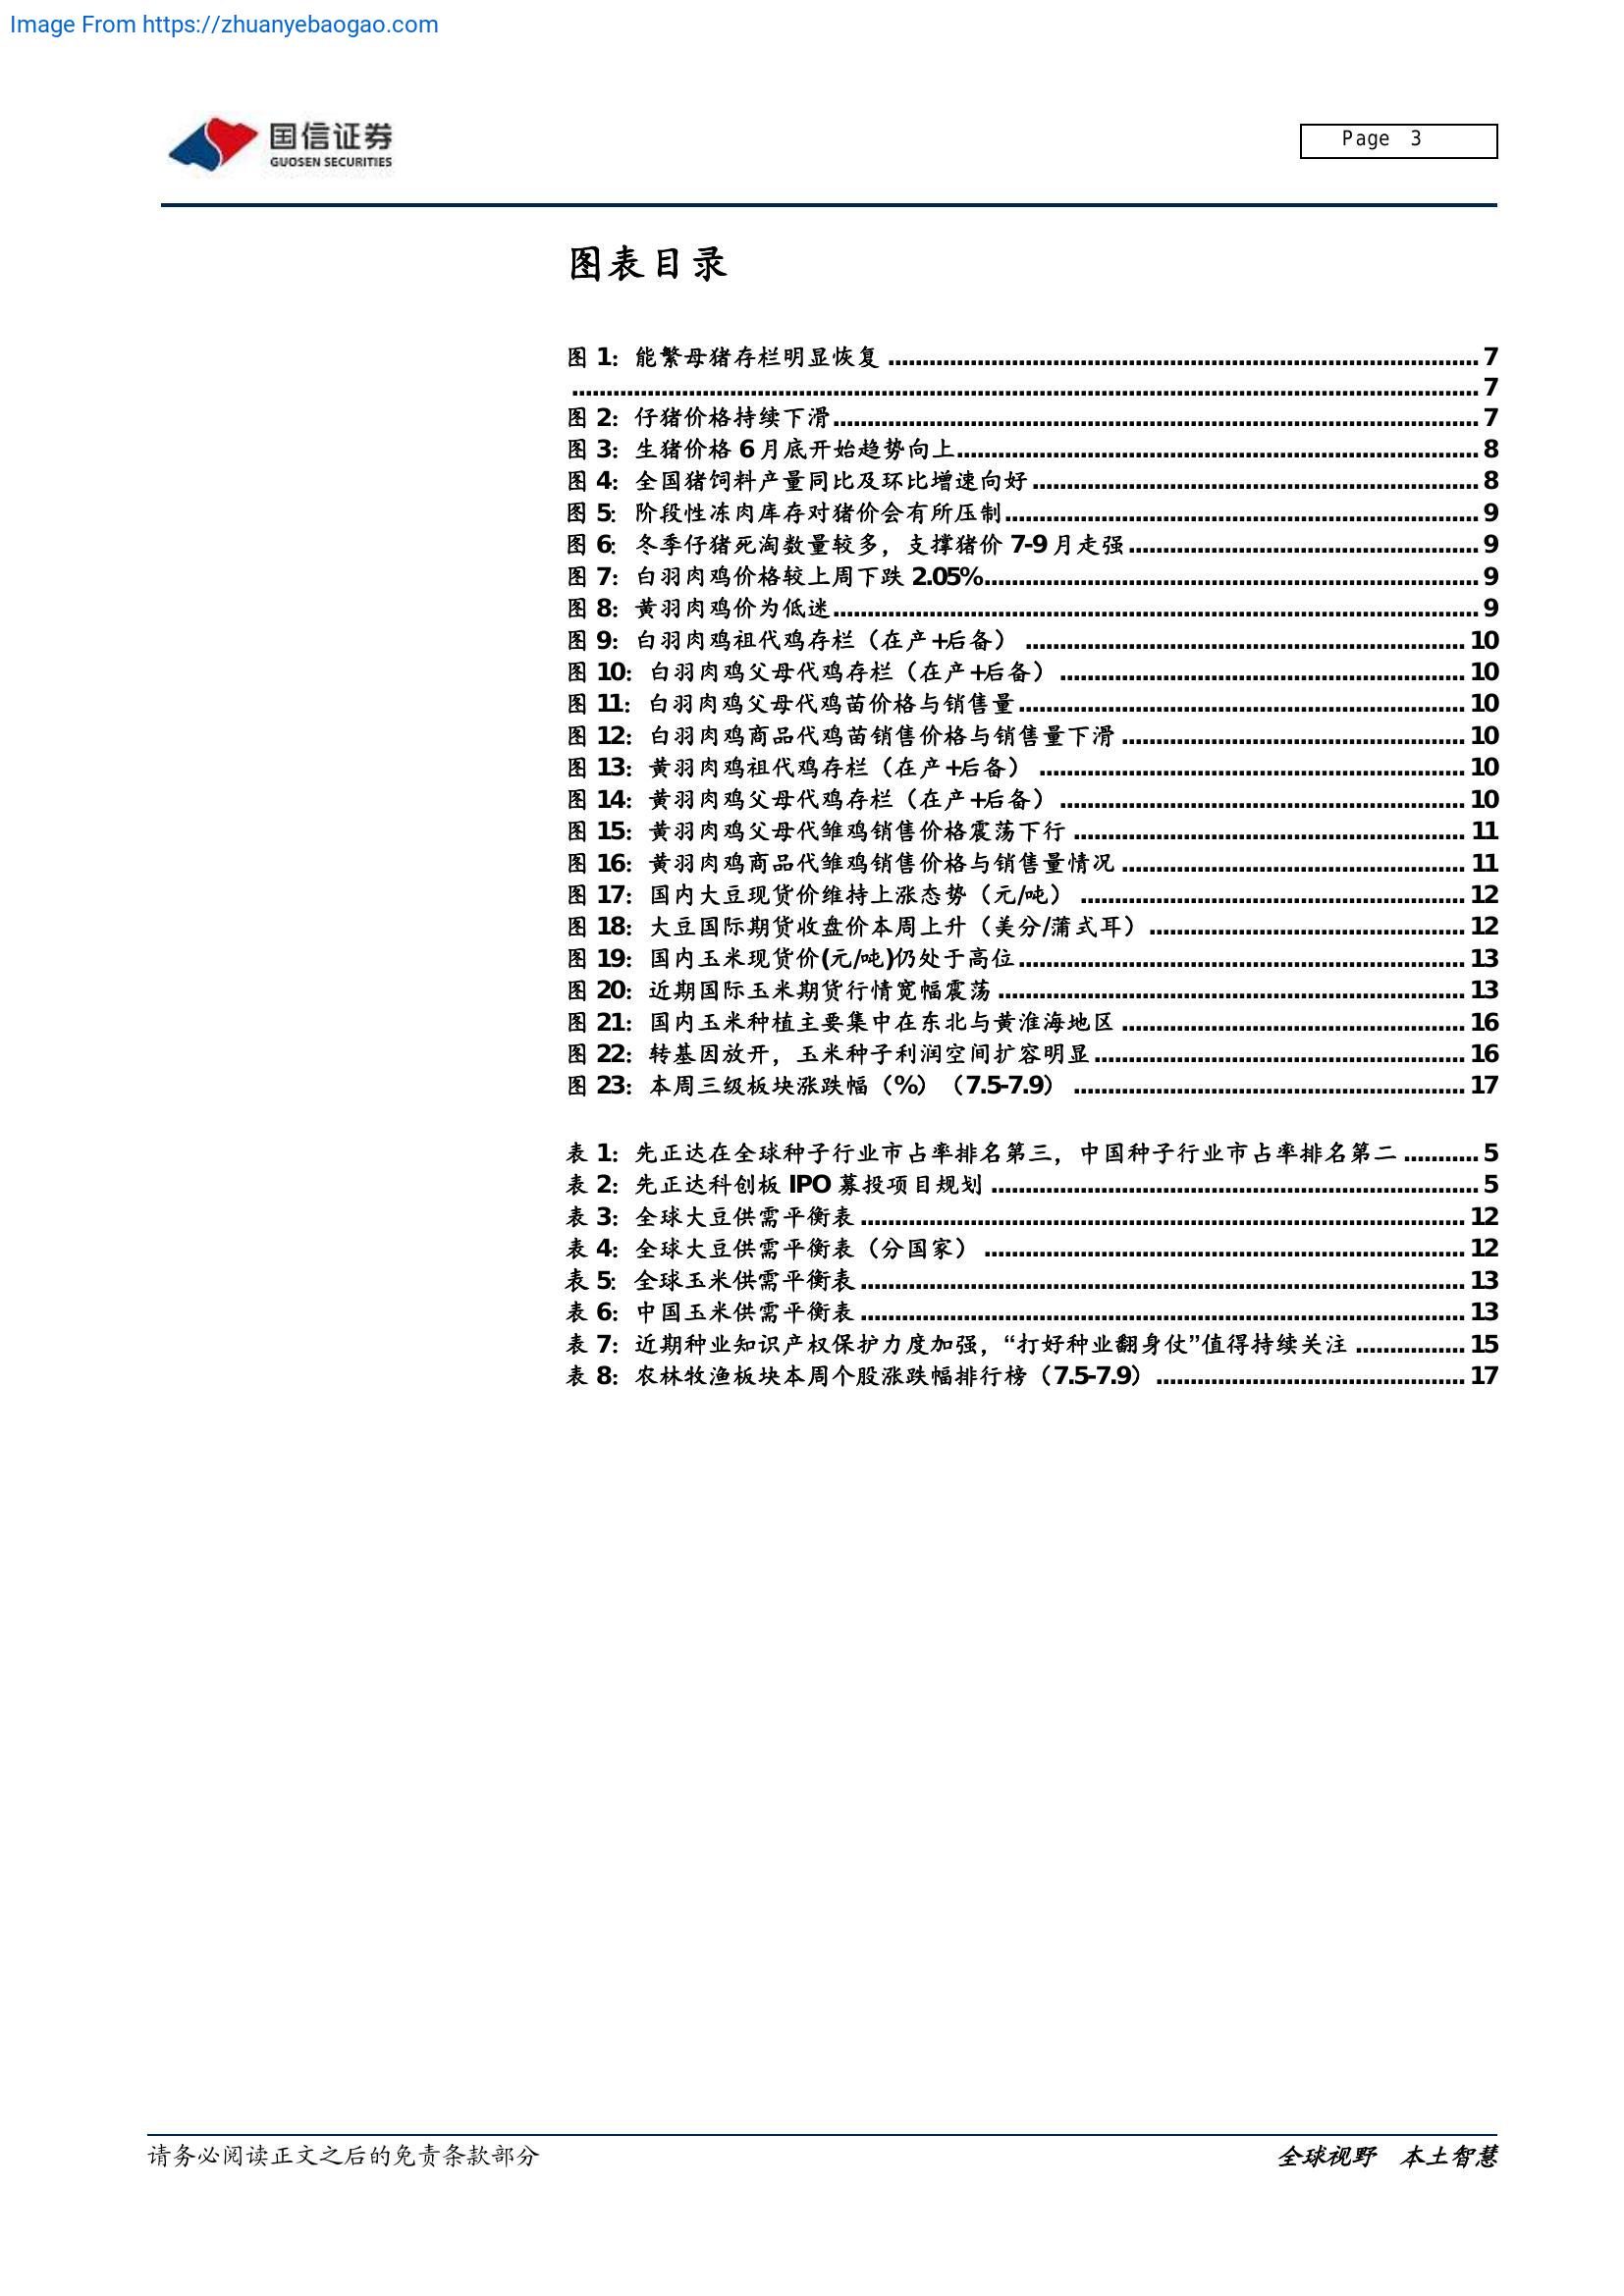 Image From https://zhuanyebaogao.com
国信证券
GUOSEN SECURITIES
Page 3
图表目录
图 1：能繁母猪存栏明显恢复 ........ 7
........ 7
图 2：仔猪价格持续下滑........ 7
图 3：生猪价格 6 月底开始趋势向上........ 8
图 4：全国猪饲料产量同比及环比增速向好 ........ 8
图 5：阶段性冻肉库存对猪价会有所压制........ 9
图 6：冬季仔猪死淘数量较多，支撑猪价 7-9 月走强 ........ 9
图 7：白羽肉鸡价格较上周下跌 2.05%........ 9
图 8：黄羽肉鸡价为低迷........ 9
图 9：白羽肉鸡祖代鸡存栏（在产+后备） ........ 10
图 10：白羽肉鸡父母代鸡存栏（在产+后备） ........ 10
图 11：白羽肉鸡父母代鸡苗价格与销售量 ........ 10
图 12：白羽肉鸡商品代鸡苗销售价格与销售量下滑 ........ 10
图 13：黄羽肉鸡祖代鸡存栏（在产+后备） ........ 10
图 14：黄羽肉鸡父母代鸡存栏（在产+后备） ........ 10
图 15：黄羽肉鸡父母代雏鸡销售价格震荡下行 ........ 11
图 16：黄羽肉鸡商品代雏鸡销售价格与销售量情况 ........ 11
图 17：国内大豆现货价维持上涨态势（元/吨） ........ 12
图 18：大豆国际期货收盘价本周上升（美分/蒲式耳） ........ 12
图 19：国内玉米现货价(元/吨)仍处于高位 ........ 13
图 20：近期国际玉米期货行情宽幅震荡 ........ 13
图 21：国内玉米种植主要集中在东北与黄淮海地区 ........ 16
图 22：转基因放开，玉米种子利润空间扩容明显 ........ 16
图 23：本周三级板块涨跌幅（%）（7.5-7.9） ........ 17
表 1：先正达在全球种子行业市占率排名第三，中国种子行业市占率排名第二 ........ 5
表 2：先正达科创板 IPO 募投项目规划 ........ 5
表 3：全球大豆供需平衡表 ........ 12
表 4：全球大豆供需平衡表（分国家） ........ 12
表 5：全球玉米供需平衡表 ........ 13
表 6：中国玉米供需平衡表 ........ 13
表 7：近期种业知识产权保护力度加强，“打好种业翻身仗”值得持续关注 ........ 15
表 8：农林牧渔板块本周个股涨跌幅排行榜（7.5-7.9） ........ 17
请务必阅读正文之后的免责条款部分
全球视野 本土智慧